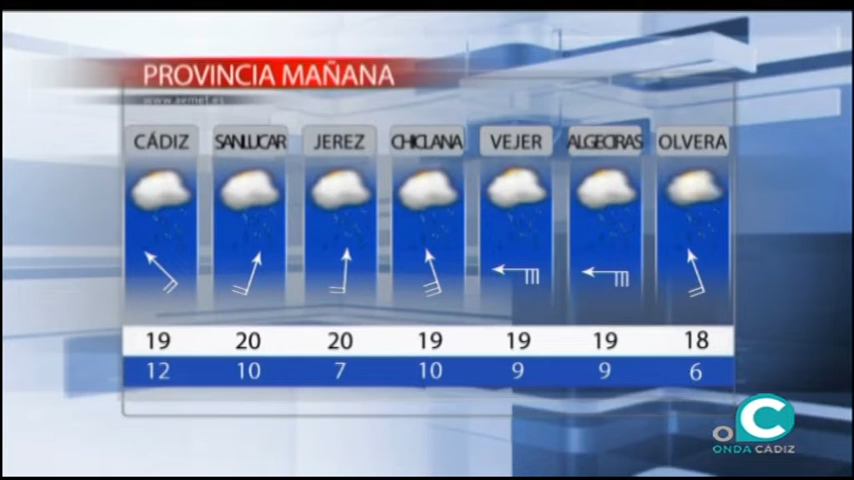 PROVINCIA MAÑANA
www.aemet.es
CÁDIZ SANLUCAR JEREZ CHICLANA VEJER ALGECIRAS OLVERA
19 20 20 19 19 19 18
12 10 7 10 9 9 6
O C
ONDA CÁDIZ